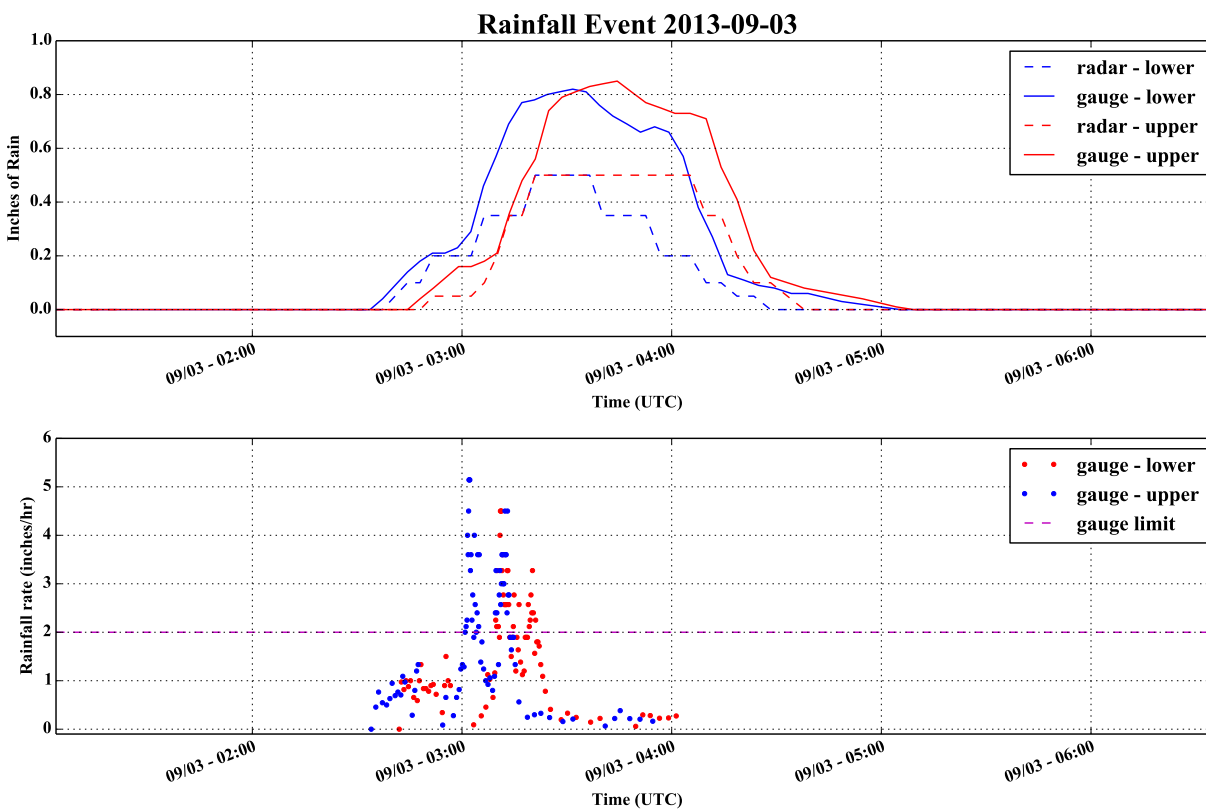 Rainfall Event 2013-09-03
1.0
0.8
0.6
0.4
0.2
0.0
Inches of Rain
radar - lower
gauge - lower
radar - upper
gauge - upper
09/03 - 02:00
09/03 - 03:00
09/03 - 04:00
09/03 - 05:00
09/03 - 06:00
Time (UTC)
6
5
4
3
2
1
0
Rainfall rate (inches/hr)
gauge - lower
gauge - upper
gauge limit
09/03 - 02:00
09/03 - 03:00
09/03 - 04:00
09/03 - 05:00
09/03 - 06:00
Time (UTC)